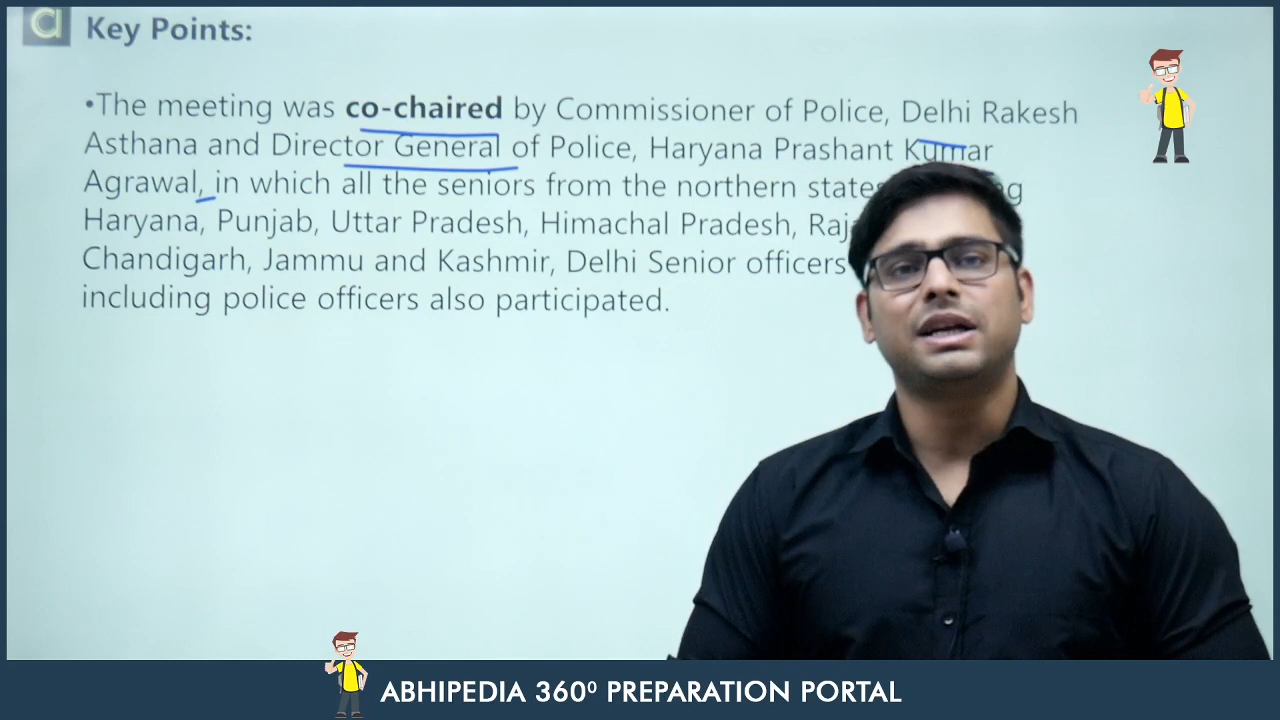 Key Points:
•The meeting was co-chaired by Commissioner of Police, Delhi Rakesh
Asthana and Director General of Police, Haryana Prashant Kumar
Agrawal, in which all the seniors from the northern states
Haryana, Punjab, Uttar Pradesh, Himachal Pradesh,
Chandigarh, Jammu and Kashmir, Delhi Senior officers
including police officers also participated.
ABHIPEDIA 360⁰ PREPARATION PORTAL